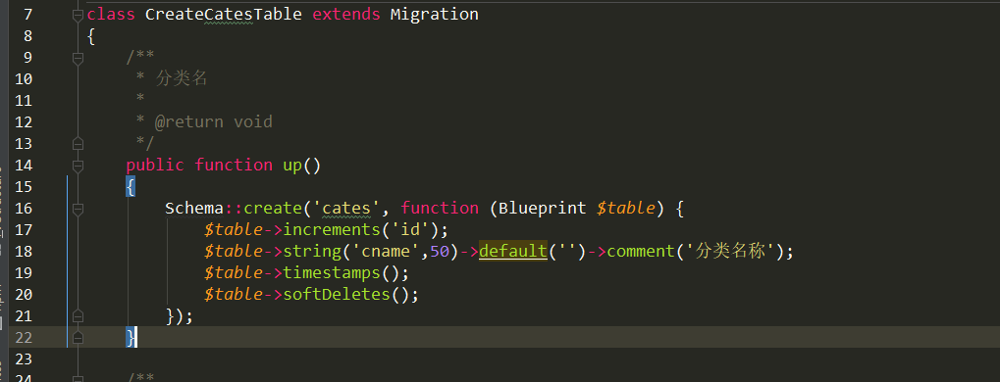 7 class CreateCatesTable extends Migration
8 {
9 /**
10 * 分类名
11 *
12 * @return void
13 */
14 public function up()
15 {
16 Schema::create('cates', function (Blueprint $table) {
17 $table->increments('id');
18 $table->string('cname',50)->default('')->comment('分类名称');
19 $table->timestamps();
20 $table->softDeletes();
21 });
22 }
23
24 /**